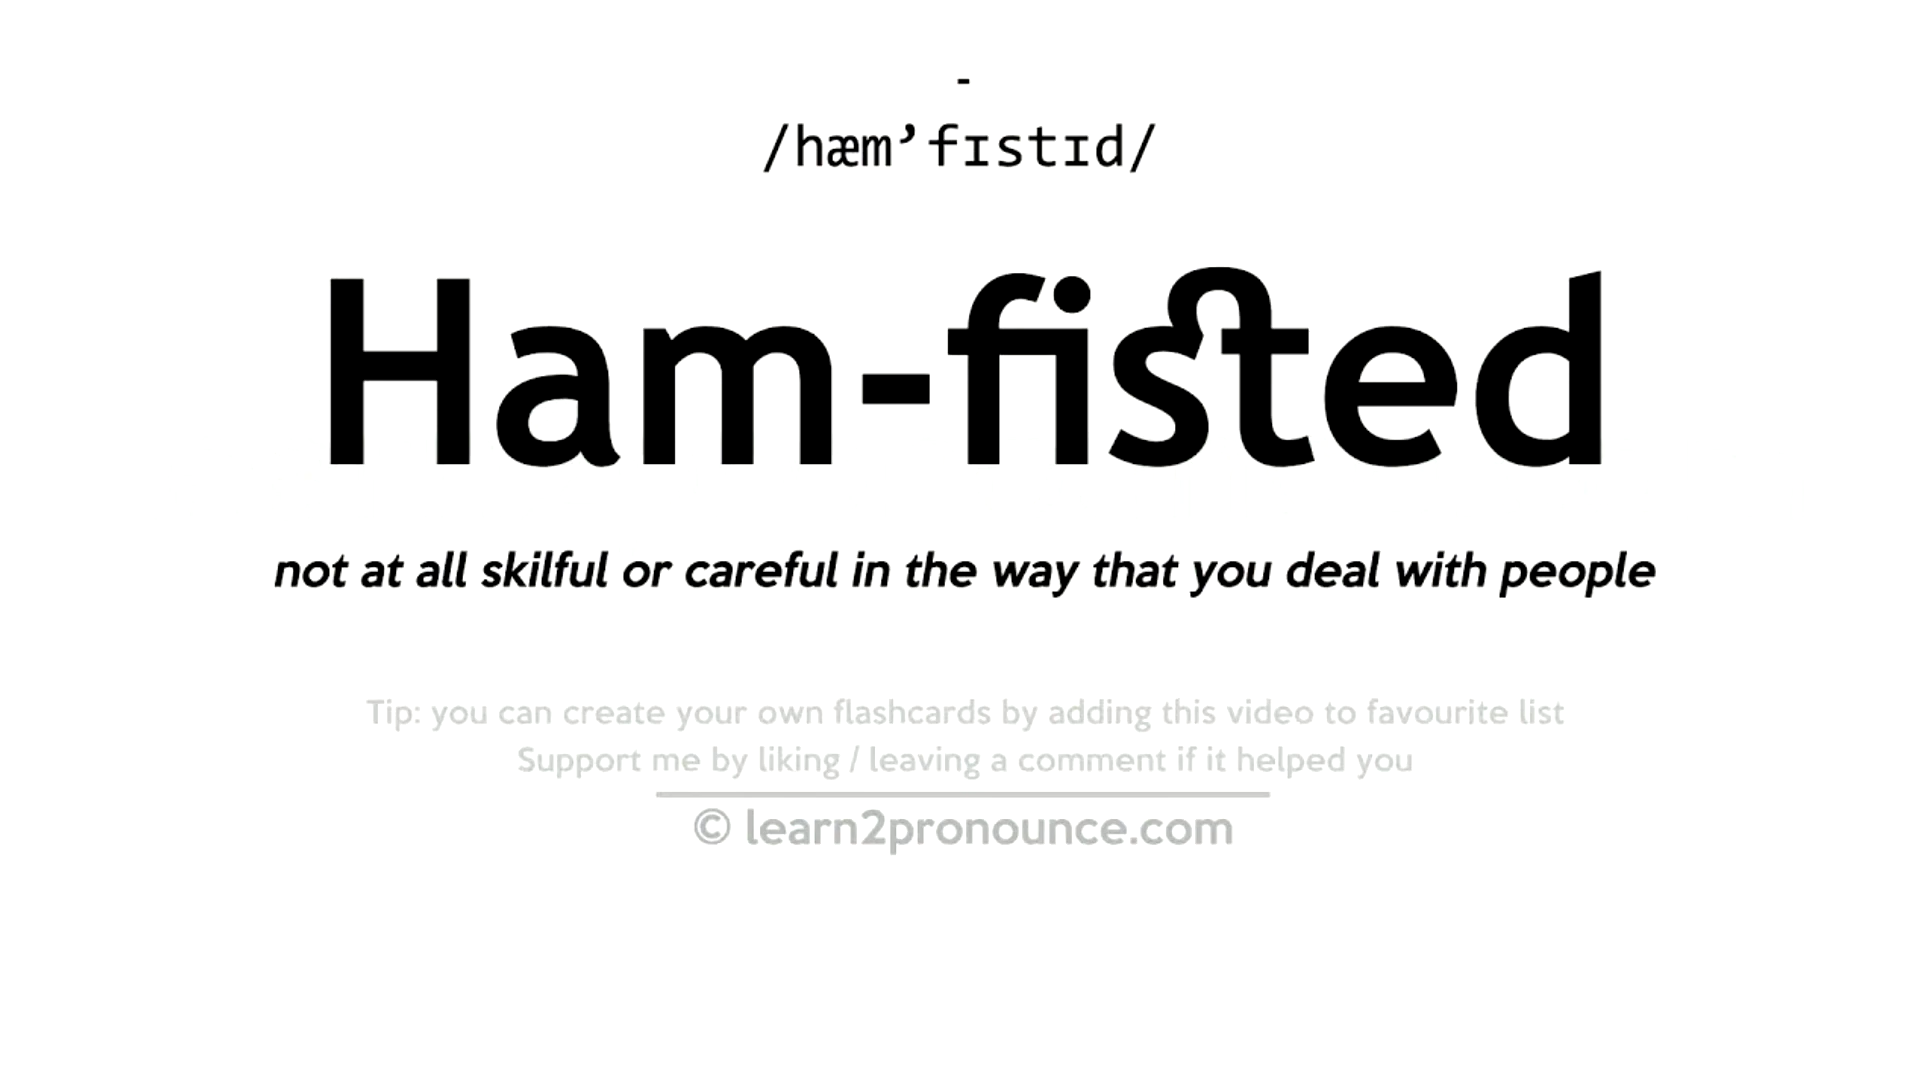 -
/hæm’fɪstɪd/
Ham-fisted
not at all skilful or careful in the way that you deal with people
Tip: you can create your own flashcards by adding this video to favourite list
Support me by liking / leaving a comment if it helped you
© learn2pronounce.com